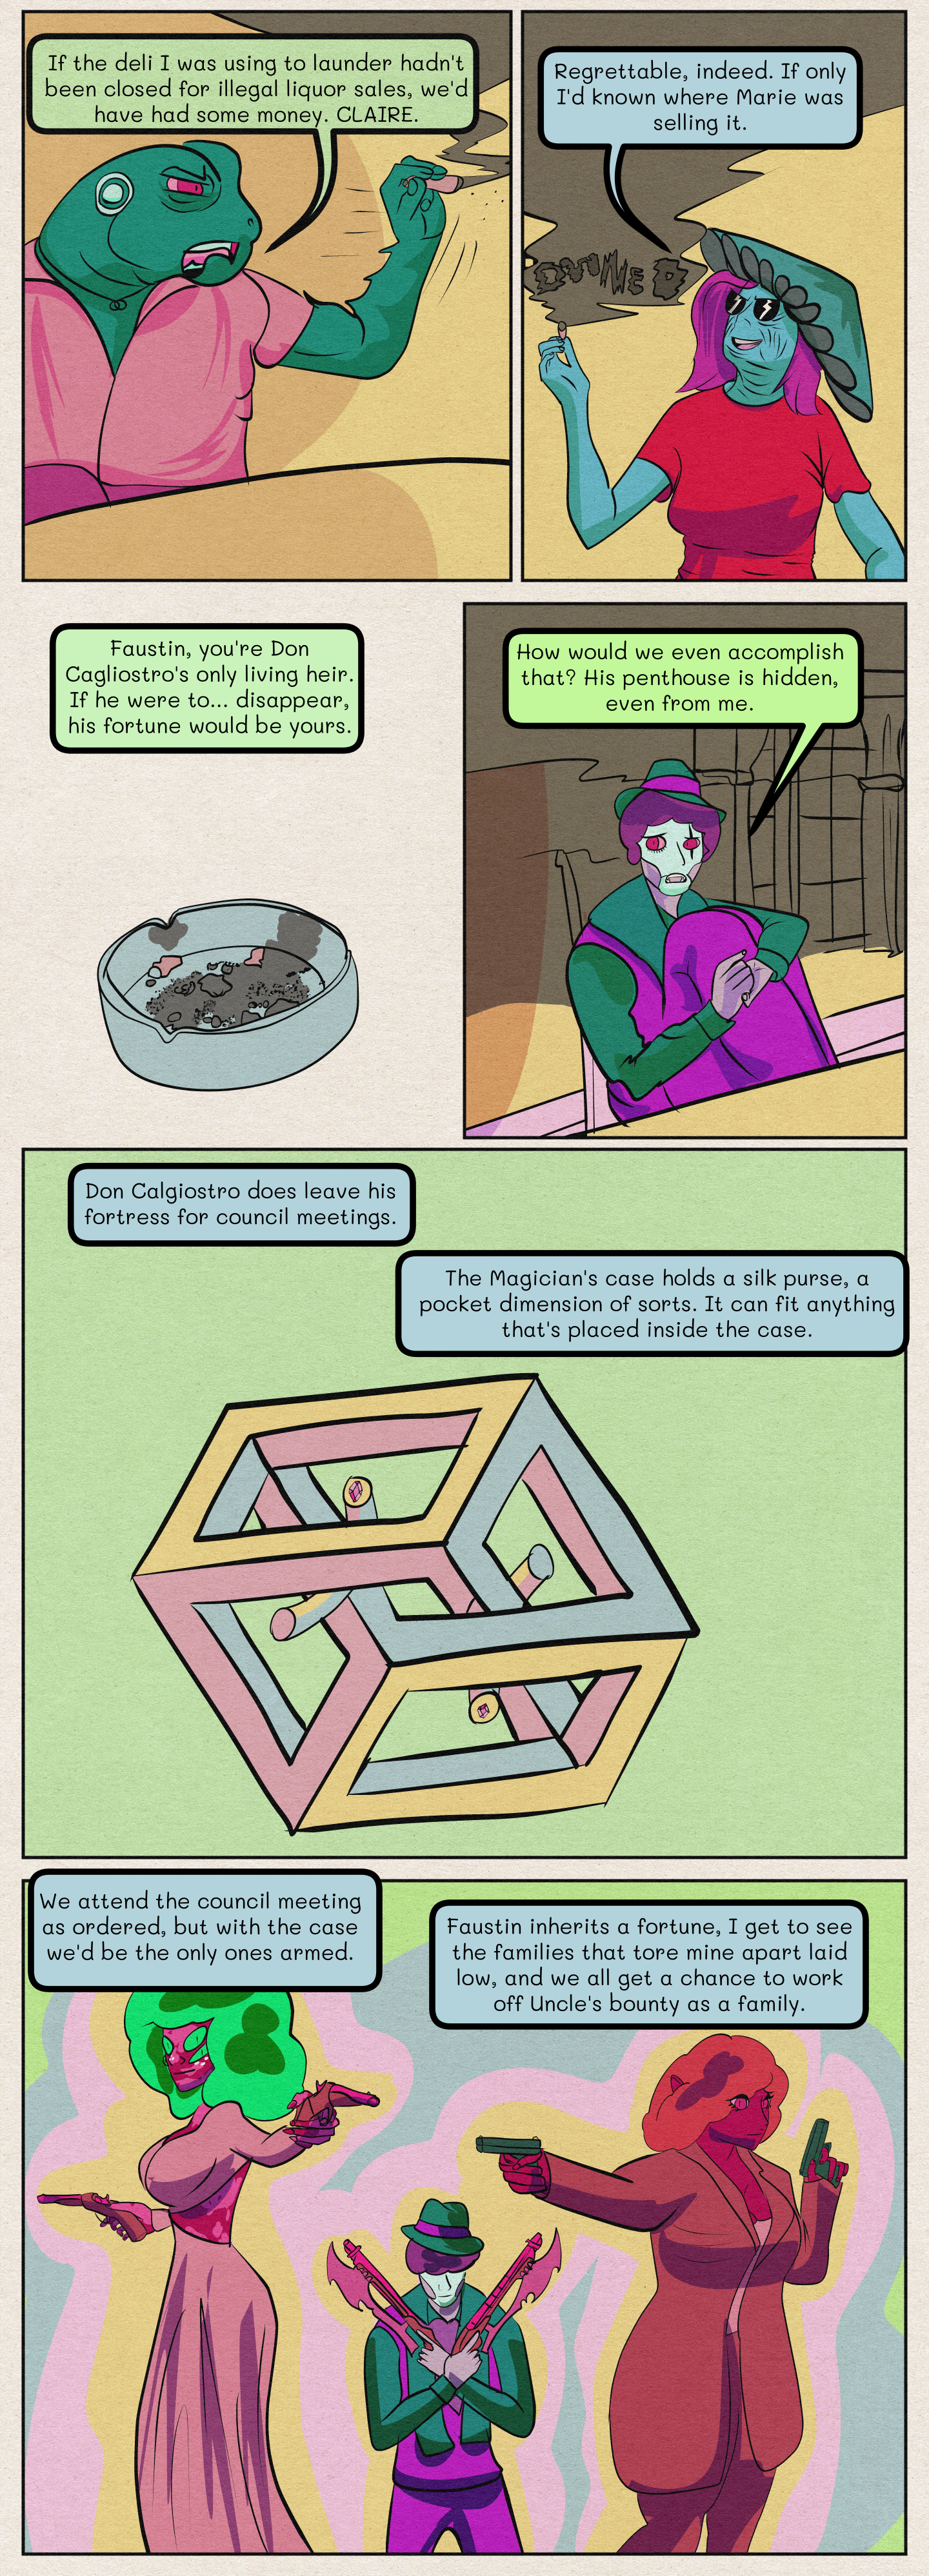 If the deli I was using to launder hadn't
been closed for illegal liquor sales, we'd
have had some money. CLAIRE.
Regrettable, indeed. If only
I'd known where Marie was
selling it.
DOOMED
Faustin, you're Don
Cagliostro's only living heir.
If he were to... disappear,
his fortune would be yours.
How would we even accomplish
that? His penthouse is hidden,
even from me.
Don Calgiostro does leave his
fortress for council meetings.
The Magician's case holds a silk purse, a
pocket dimension of sorts. It can fit anything
that's placed inside the case.
We attend the council meeting
as ordered, but with the case
we'd be the only ones armed.
Faustin inherits a fortune, I get to see
the families that tore mine apart laid
low, and we all get a chance to work
off Uncle's bounty as a family.